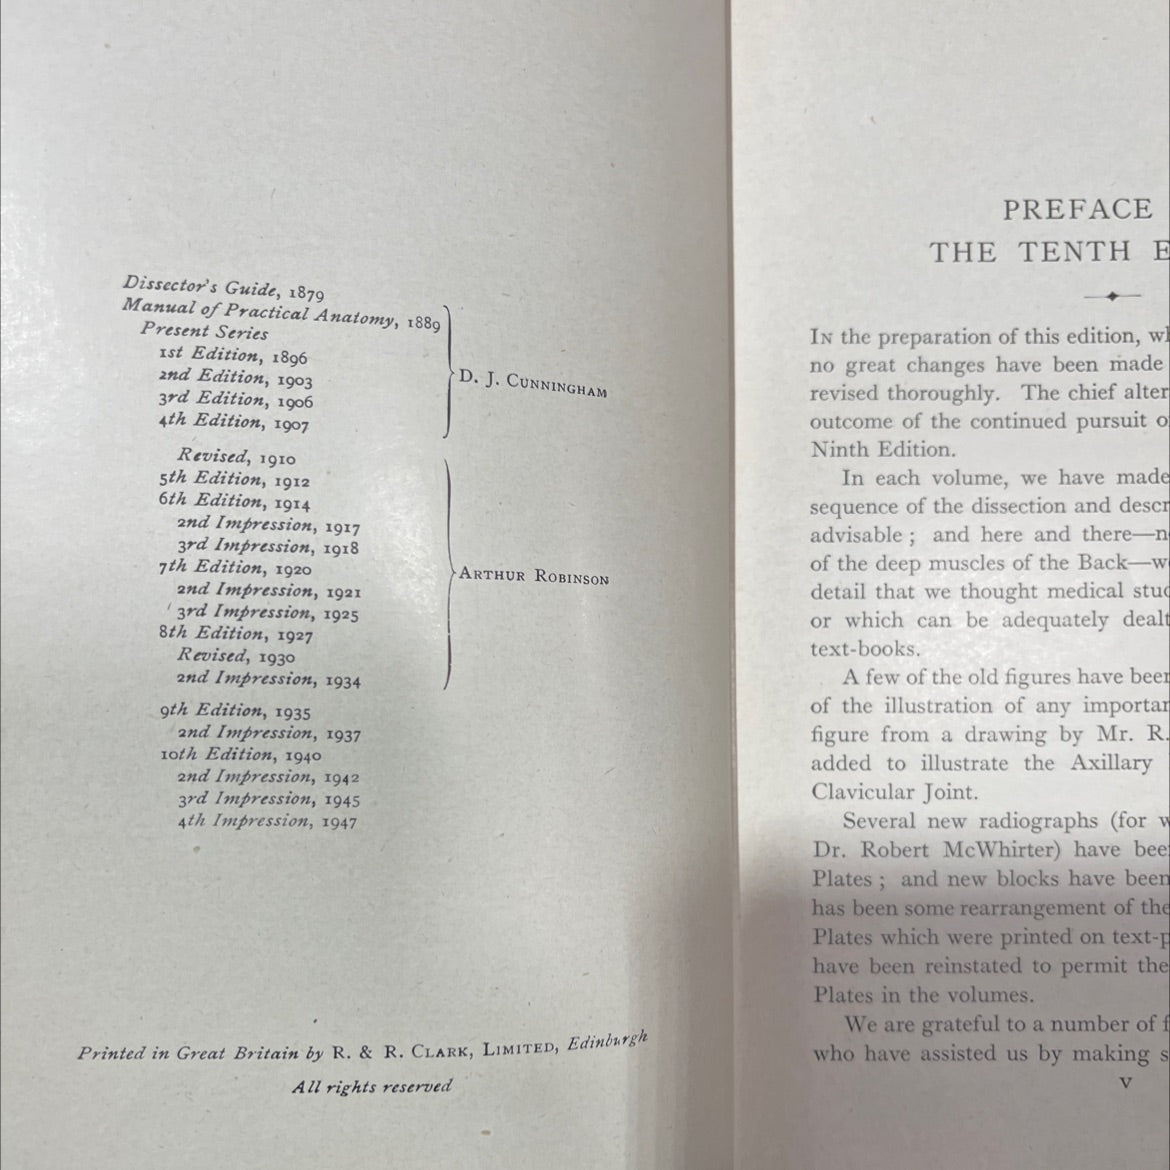 Dissector's Guide, 1879
Manual of Practical Anatomy, 1889
Present Series
1st Edition, 1896
2nd Edition, 1903
3rd Edition, 1906
4th Edition, 1907
D. J. CUNNINGHAM
Revised, 1910
5th Edition, 1912
6th Edition, 1914
2nd Impression, 1917
3rd Impression, 1918
7th Edition, 1920
2nd Impression, 1921
3rd Impression, 1925
8th Edition, 1927
Revised, 1930
2nd Impression, 1934
ARTHUR ROBINSON
9th Edition, 1935
2nd Impression, 1937
10th Edition, 1940
2nd Impression, 1942
3rd Impression, 1945
4th Impression, 1947
Printed in Great Britain by R. & R. CLARK, LIMITED, Edinburgh
All rights reserved
PREFACE
THE TENTH E
IN the preparation of this edition, wh
no great changes have been made
revised thoroughly. The chief alter
outcome of the continued pursuit o
Ninth Edition.
In each volume, we have made
sequence of the dissection and descr
advisable ; and here and there—n
of the deep muscles of the Back—w
detail that we thought medical stud
or which can be adequately dealt
text-books.
A few of the old figures have been
of the illustration of any importan
figure from a drawing by Mr. R.
added to illustrate the Axillary
Clavicular Joint.
Several new radiographs (for w
Dr. Robert McWhirter) have bee
Plates ; and new blocks have been
has been some rearrangement of the
Plates which were printed on text-p
have been reinstated to permit the
Plates in the volumes.
We are grateful to a number of f
who have assisted us by making s
v